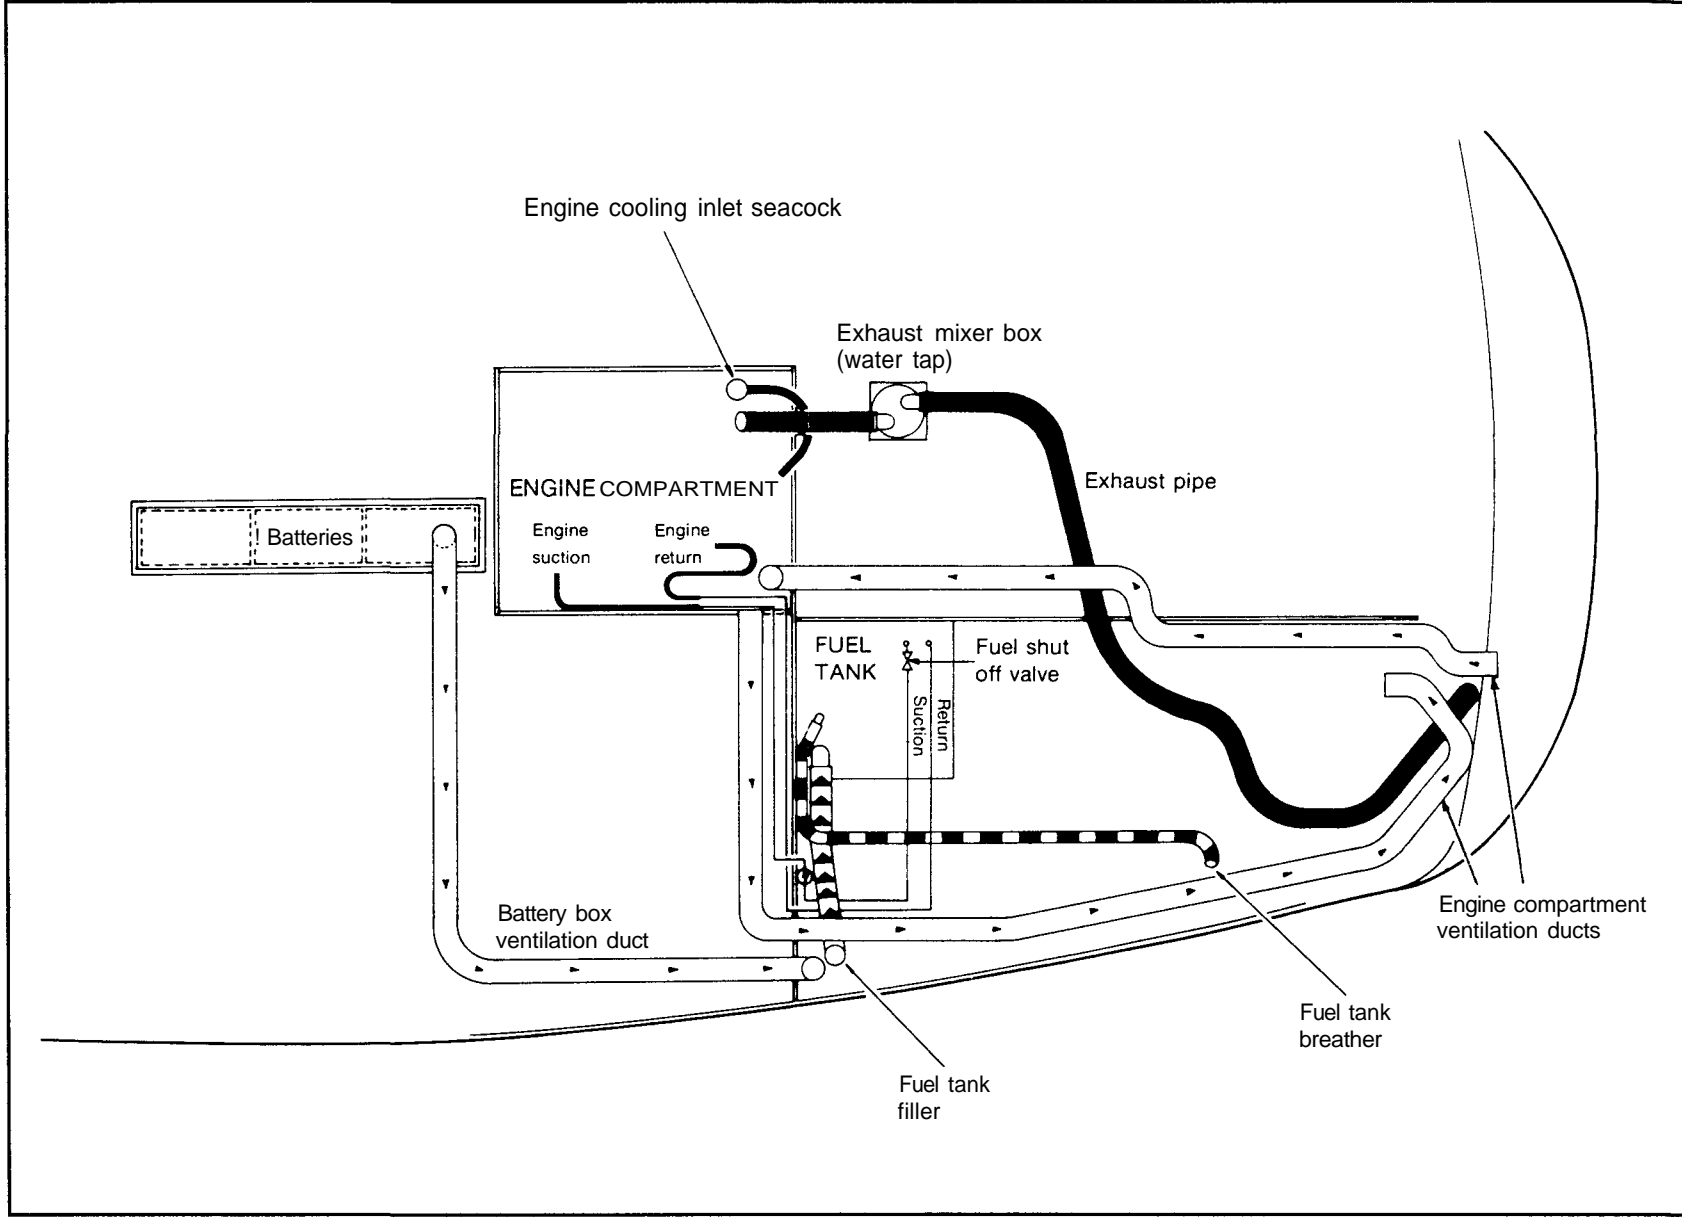 Engine cooling inlet seacock
Exhaust mixer box
(water tap)
Exhaust pipe
ENGINE COMPARTMENT
Engine
suction
Engine
return
Batteries
FUEL
TANK
Fuel shut
off valve
Suction
Return
Battery box
ventilation duct
Engine compartment
ventilation ducts
Fuel tank
breather
Fuel tank
filler